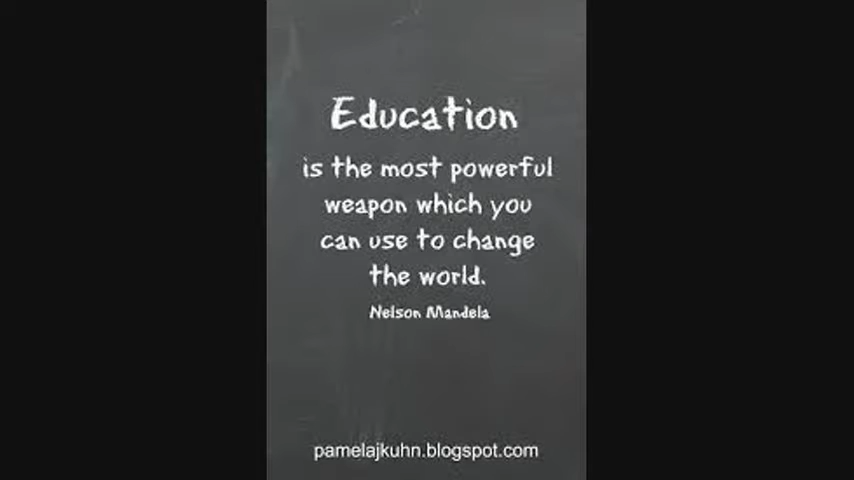 Education
is the most powerful
weapon which you
can use to change
the world.
Nelson Mandela
pamelajkuhn.blogspot.com